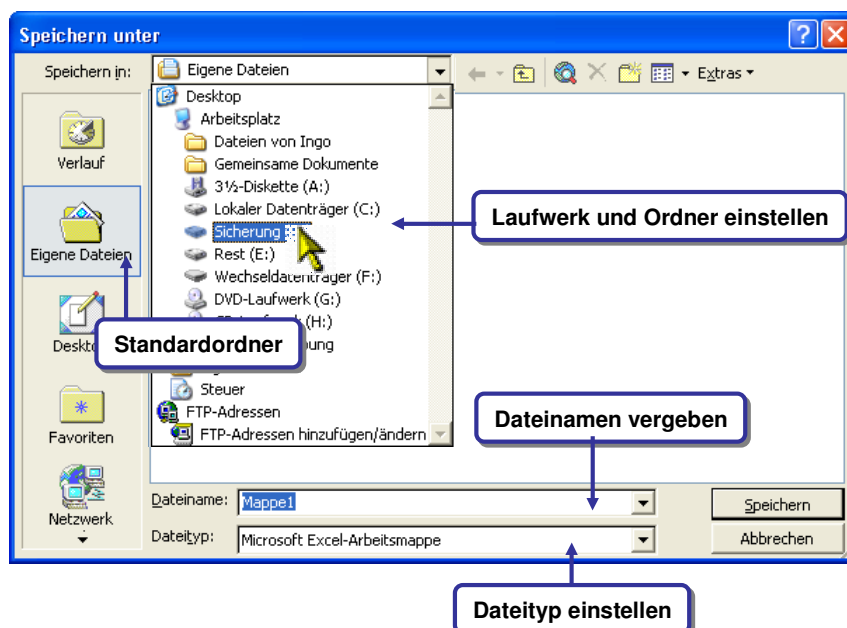 Speichern unter
Speichern in:
Eigene Dateien
Extras
Desktop
Arbeitsplatz
Dateien von Ingo
Gemeinsame Dokumente
3½-Diskette (A:)
Lokaler Datenträger (C:)
Sicherung
Rest (E:)
Wechseldatenträger (F:)
DVD-Laufwerk (G:)
(H:)
Steuer
FTP-Adressen
FTP-Adressen hinzufügen/ändern
Verlauf
Eigene Dateien
Favoriten
Netzwerk
Laufwerk und Ordner einstellen
Standardordner
Dateinamen vergeben
Dateiname:
Mappe1
Speichern
Dateityp:
Microsoft Excel-Arbeitsmappe
Abbrechen
Dateityp einstellen